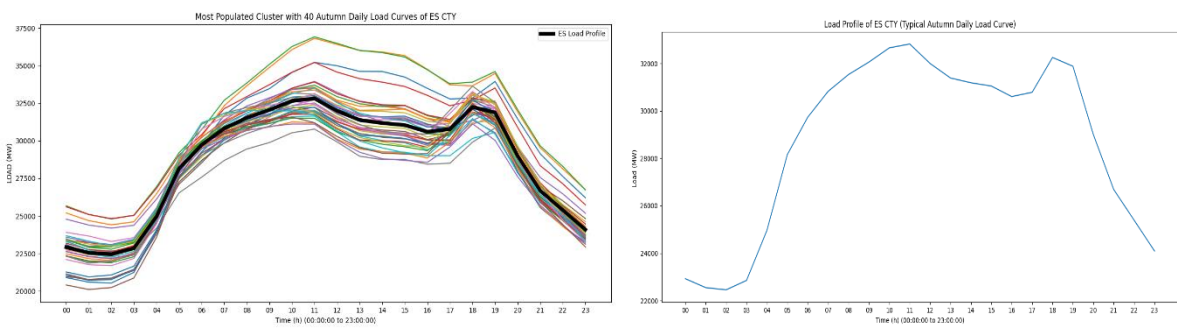 Most Populated Cluster with 40 Autumn Daily Load Curves of ES CTY
ES Load Profile
LOAD (MW)
37500
35000
32500
30000
27500
25000
22500
20000
00 01 02 03 04 05 06 07 08 09 10 11 12 13 14 15 16 17 18 19 20 21 22 23
Time (h) (00:00:00 to 23:00:00)
Load Profile of ES CTY (Typical Autumn Daily Load Curve)
Load (MW)
32000
30000
28000
26000
24000
22000
00 01 02 03 04 05 06 07 08 09 10 11 12 13 14 15 16 17 18 19 20 21 22 23
Time (h) (00:00:00 to 23:00:00)